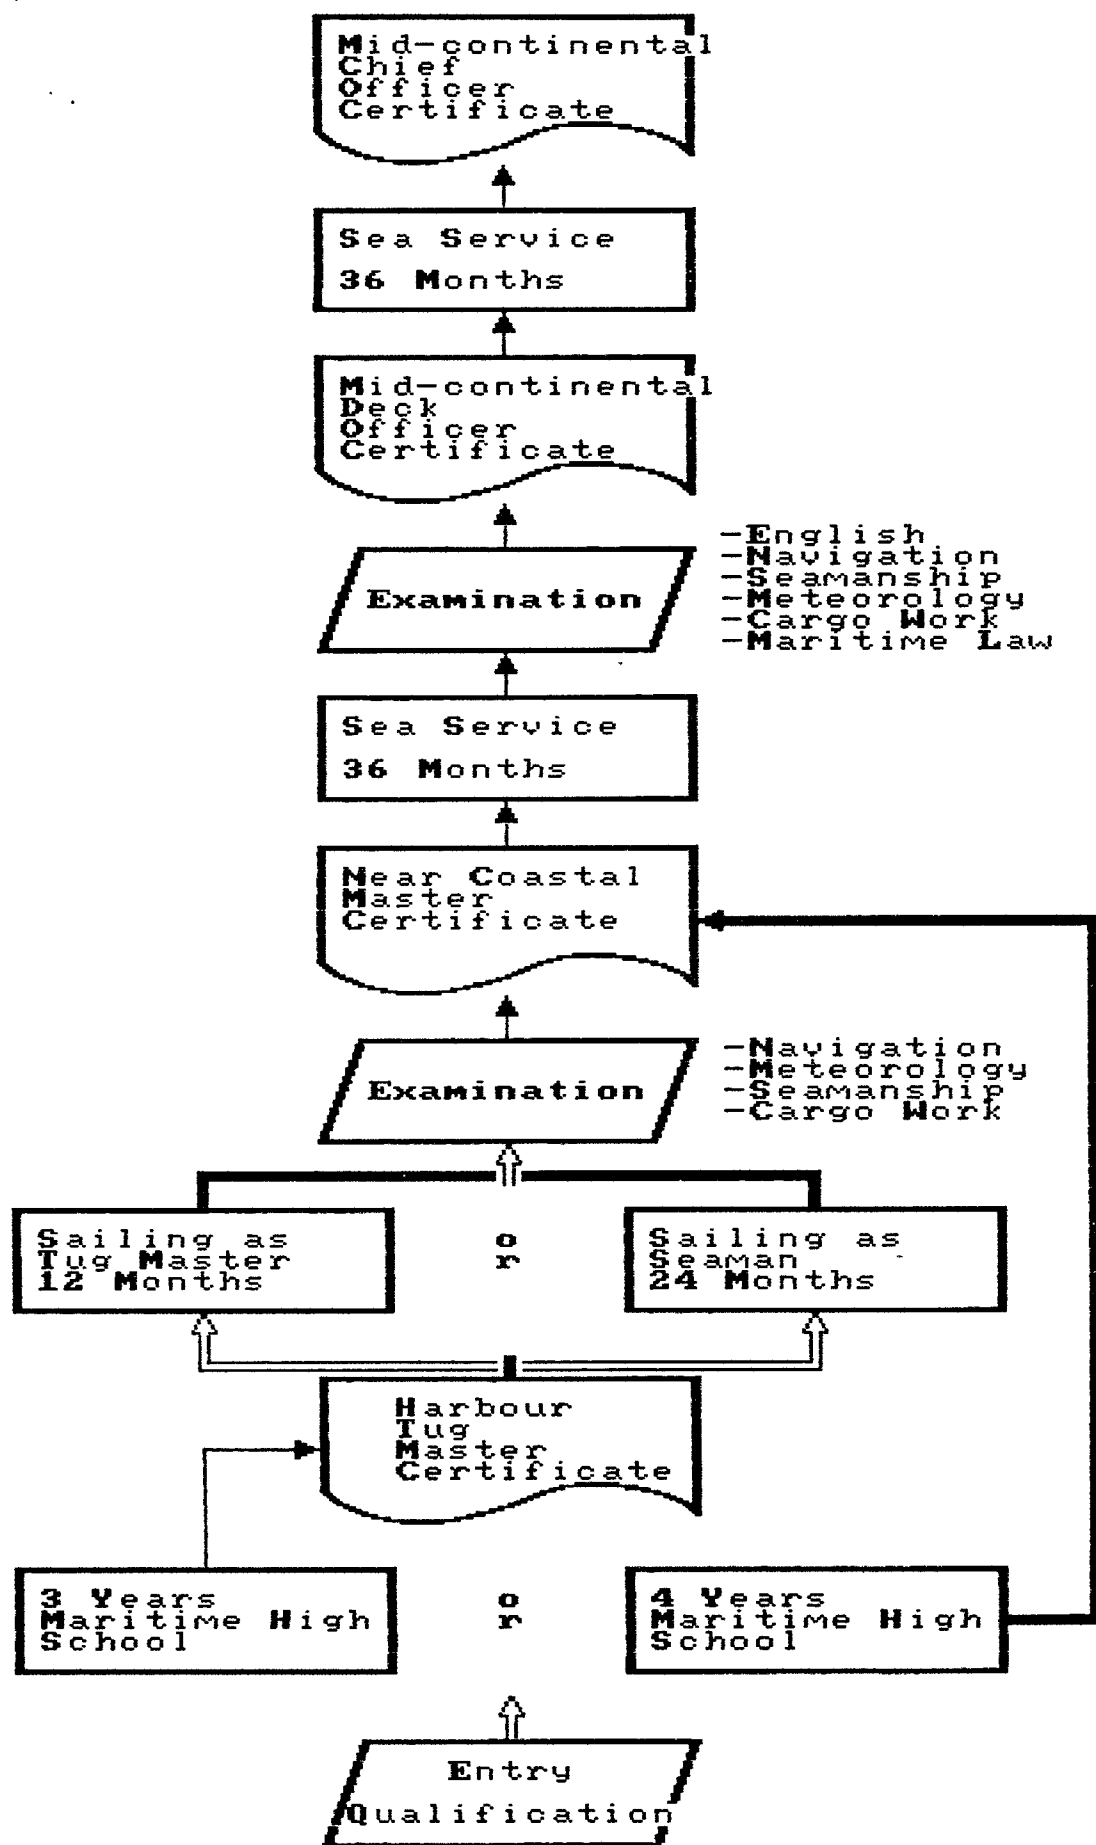 Mid-continental
Chief
Officer
Certificate
Sea Service
36 Months
Mid-continental
Deck
Officer
Certificate
Examination
-English
-Navigation
-Seamanship
-Meteorology
-Cargo Work
-Maritime Law
Sea Service
36 Months
Near Coastal
Master
Certificate
Examination
-Navigation
-Meteorology
-Seamanship
-Cargo Work
Sailing as
Tug Master
12 Months
or
Sailing as
Seaman
24 Months
Harbour
Tug
Master
Certificate
3 Years
Maritime High
School
or
4 Years
Maritime High
School
Entry
Qualification